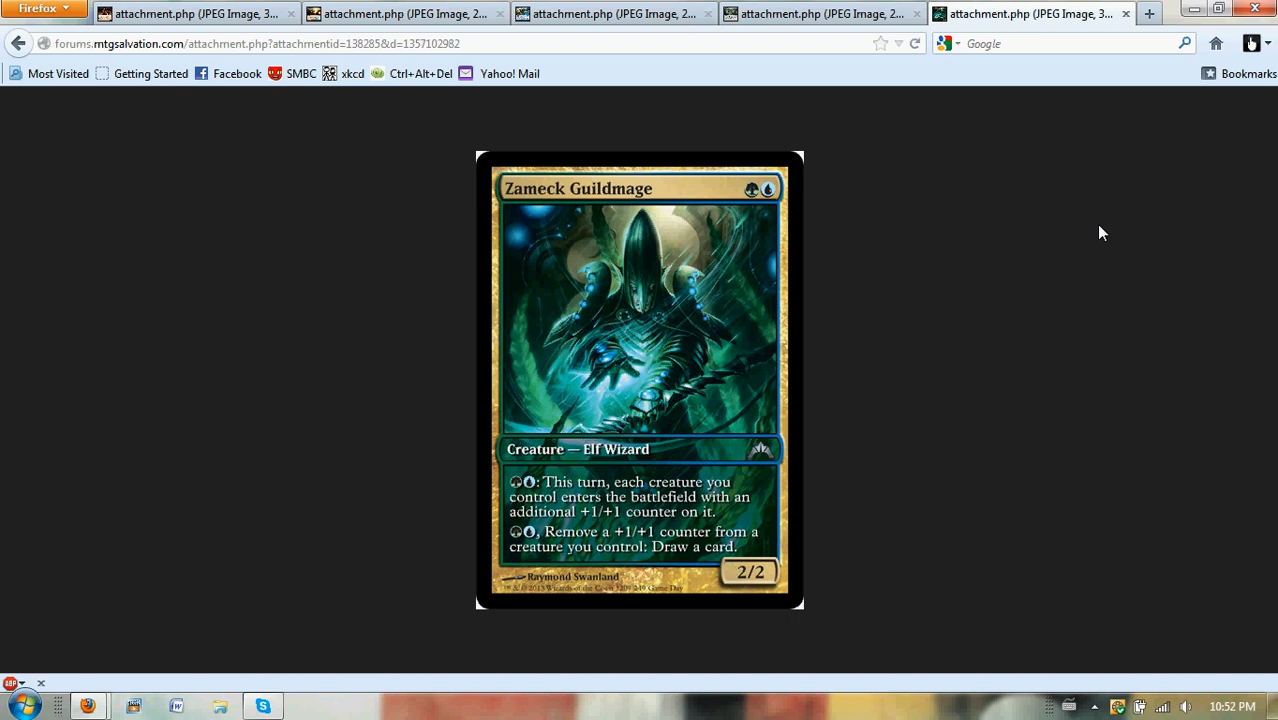 Firefox
attachment.php (JPEG Image, 3...
attachment.php (JPEG Image, 2...
attachment.php (JPEG Image, 2...
attachment.php (JPEG Image, 2...
attachment.php (JPEG Image, 3...
forums.mtgsalvation.com/attachment.php?attachmentid=138285&d=1357102982
Google
Most Visited Getting Started Facebook SMBC xkcd Ctrl+Alt+Del Yahoo! Mail Bookmarks
Zameck Guildmage
Creature — Elf Wizard
: This turn, each creature you
control enters the battlefield with an
additional +1/+1 counter on it.
, Remove a +1/+1 counter from a
creature you control: Draw a card.
2/2
Raymond Swanland
ABP
10:52 PM